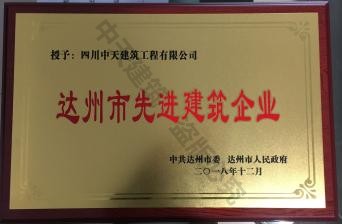 授予：四川中天建筑工程有限公司
达州市先进建筑企业
中共达州市委 达州市人民政府
二〇一八年十二月